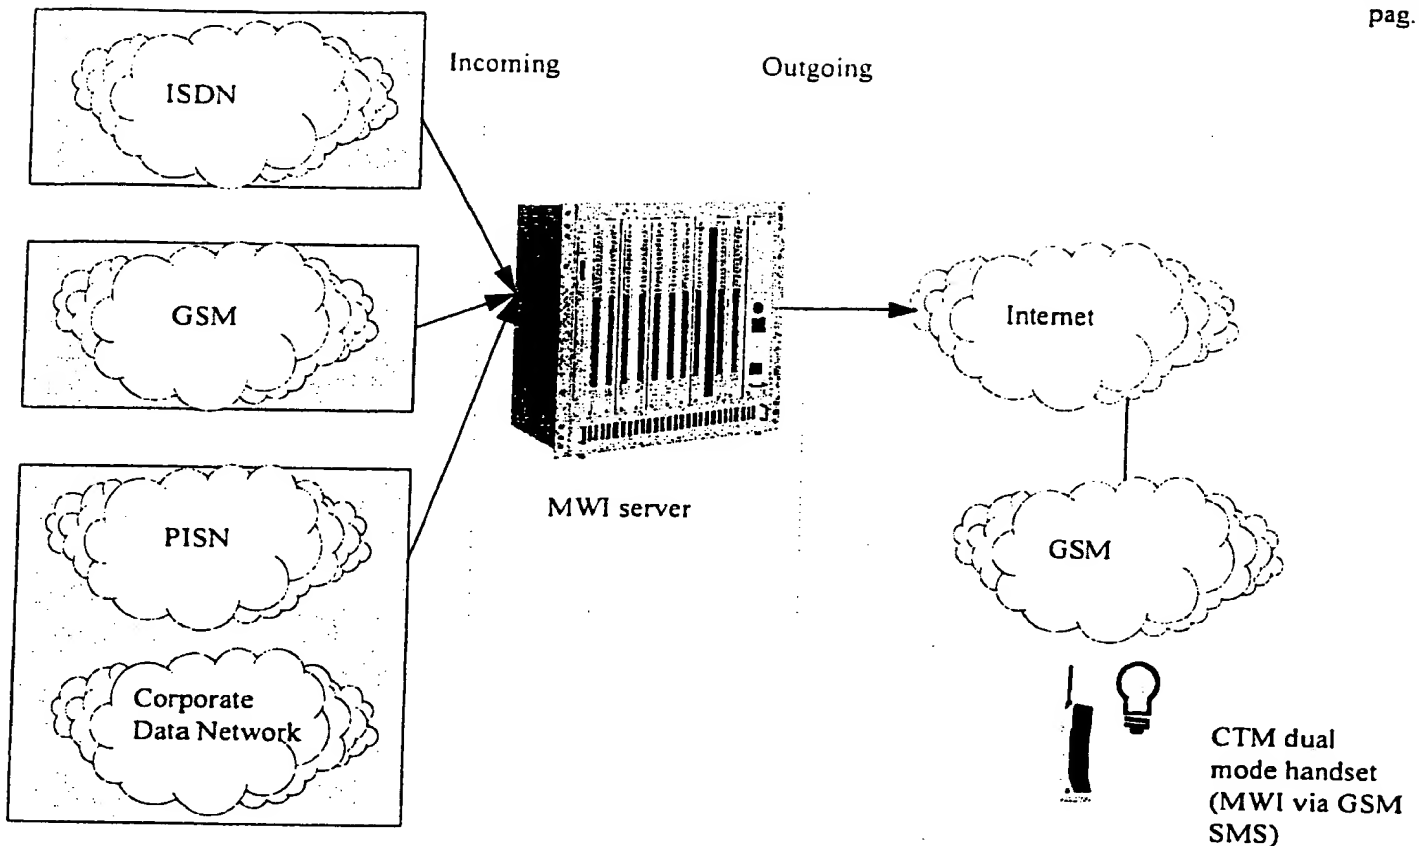 pag.
Incoming
Outgoing
ISDN
GSM
PISN
Corporate
Data Network
MWI server
Internet
GSM
CTM dual
mode handset
(MWI via GSM
SMS)